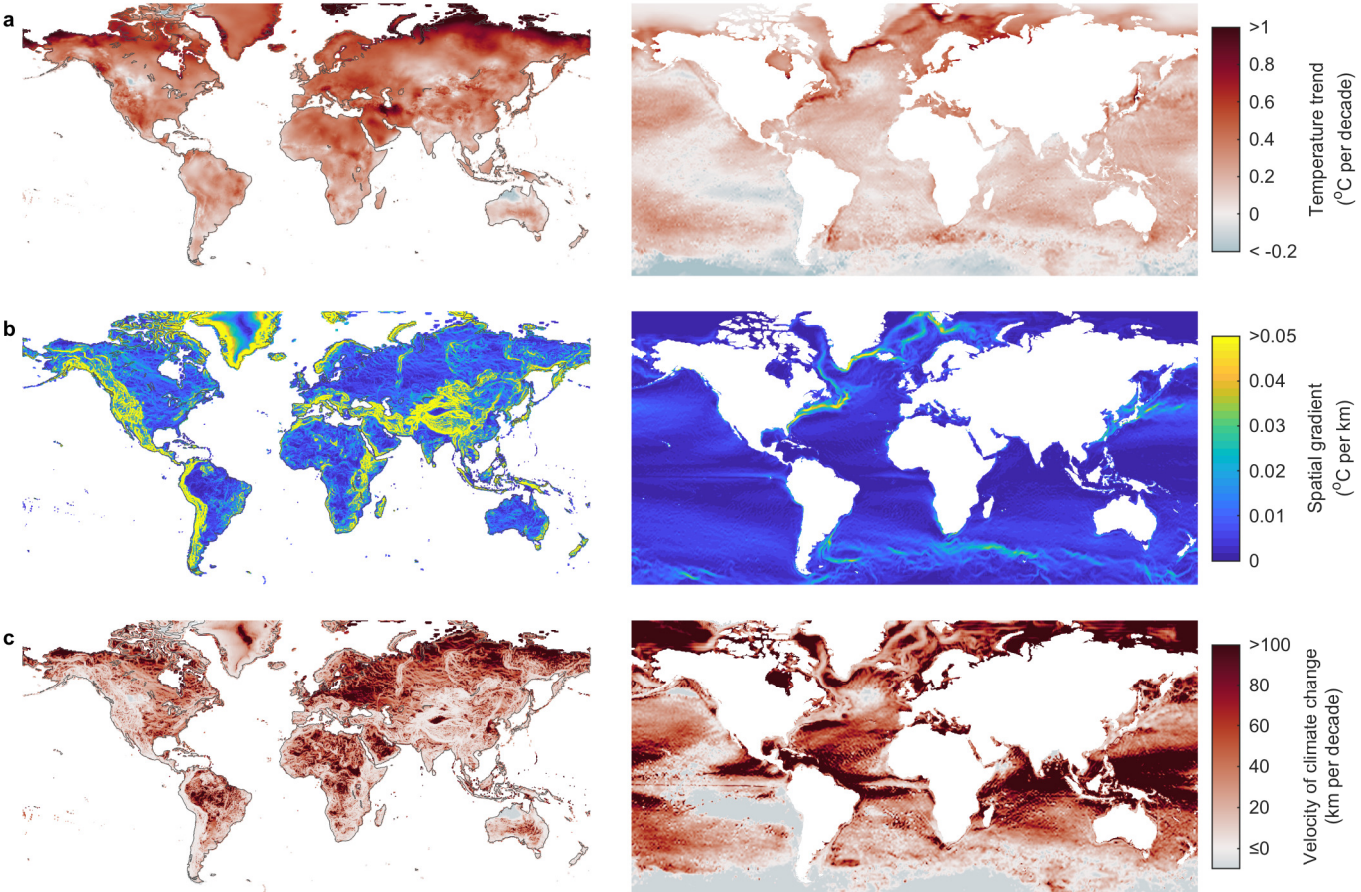 a
>1
0.8
0.6
0.4
0.2
0
< -0.2
Temperature trend
(°C per decade)
b
>0.05
0.04
0.03
0.02
0.01
0
Spatial gradient
(°C per km)
c
>100
80
60
40
20
≤0
Velocity of climate change
(km per decade)